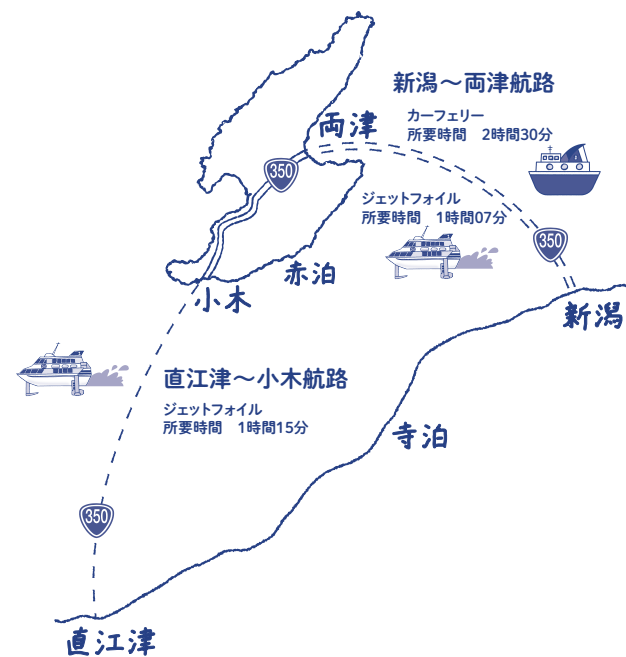 新潟〜両津航路
カーフェリー
所要時間　2時間30分
両津
350
ジェットフォイル
所要時間　1時間07分
350
赤泊
小木
新潟
直江津〜小木航路
ジェットフォイル
所要時間　1時間15分
寺泊
350
直江津